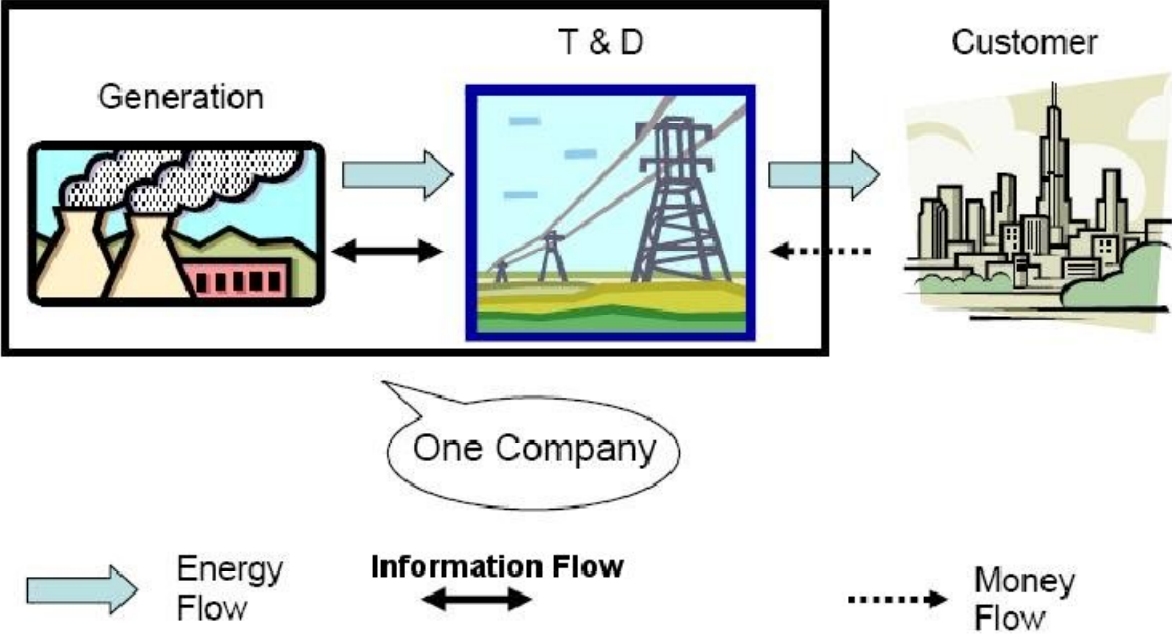 T & D
Customer
Generation
One Company
Energy
Flow
Information Flow
Money
Flow